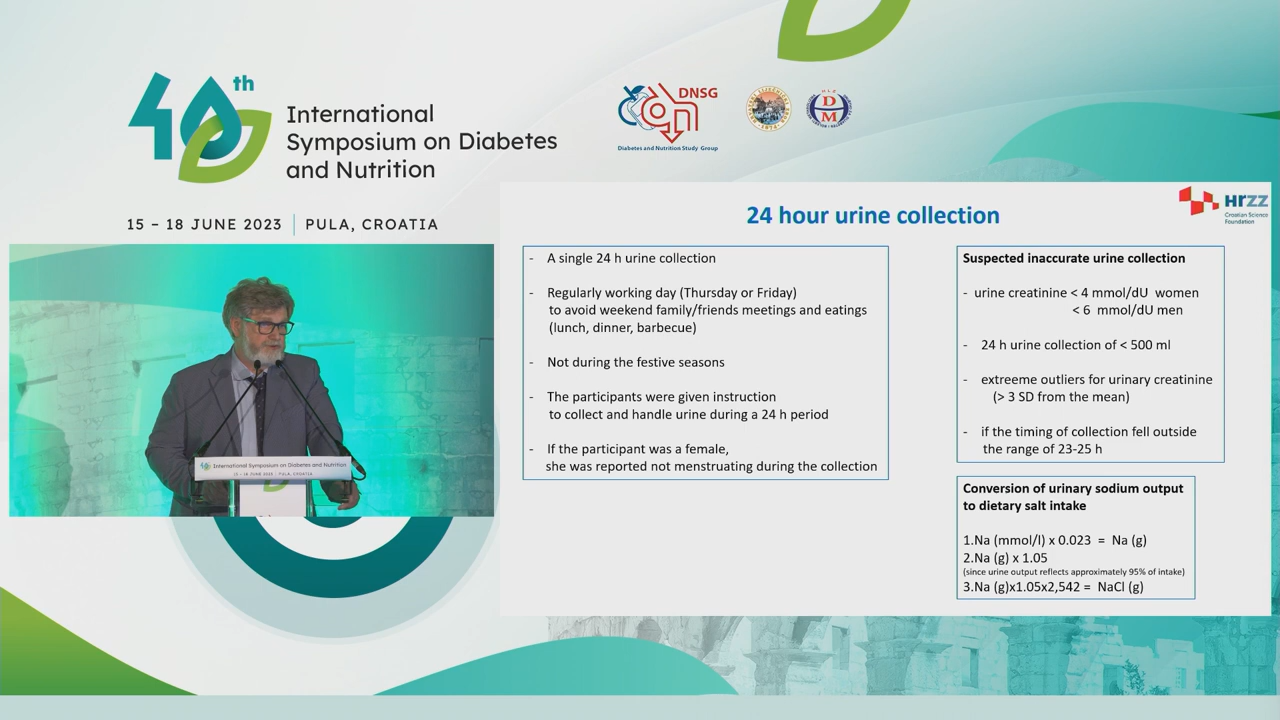 40th
International
Symposium on Diabetes
and Nutrition
15 – 18 JUNE 2023 | PULA, CROATIA
DNSG
Diabetes and Nutrition Study Group
D
M
HRZZ
Croatian Science
Foundation
24 hour urine collection
- A single 24 h urine collection
- Regularly working day (Thursday or Friday)
to avoid weekend family/friends meetings and eatings
(lunch, dinner, barbecue)
- Not during the festive seasons
- The participants were given instruction
to collect and handle urine during a 24 h period
- If the participant was a female,
she was reported not menstruating during the collection
Suspected inaccurate urine collection
- urine creatinine < 4 mmol/dU women
< 6 mmol/dU men
- 24 h urine collection of < 500 ml
- extreeme outliers for urinary creatinine
(> 3 SD from the mean)
- if the timing of collection fell outside
the range of 23-25 h
Conversion of urinary sodium output
to dietary salt intake
1.Na (mmol/l) x 0.023 = Na (g)
2.Na (g) x 1.05
(since urine output reflects approximately 95% of intake)
3.Na (g)x1.05x2,542 = NaCl (g)
International Symposium on Diabetes and Nutrition
15 – 18 JUNE 2023 | PULA, CROATIA